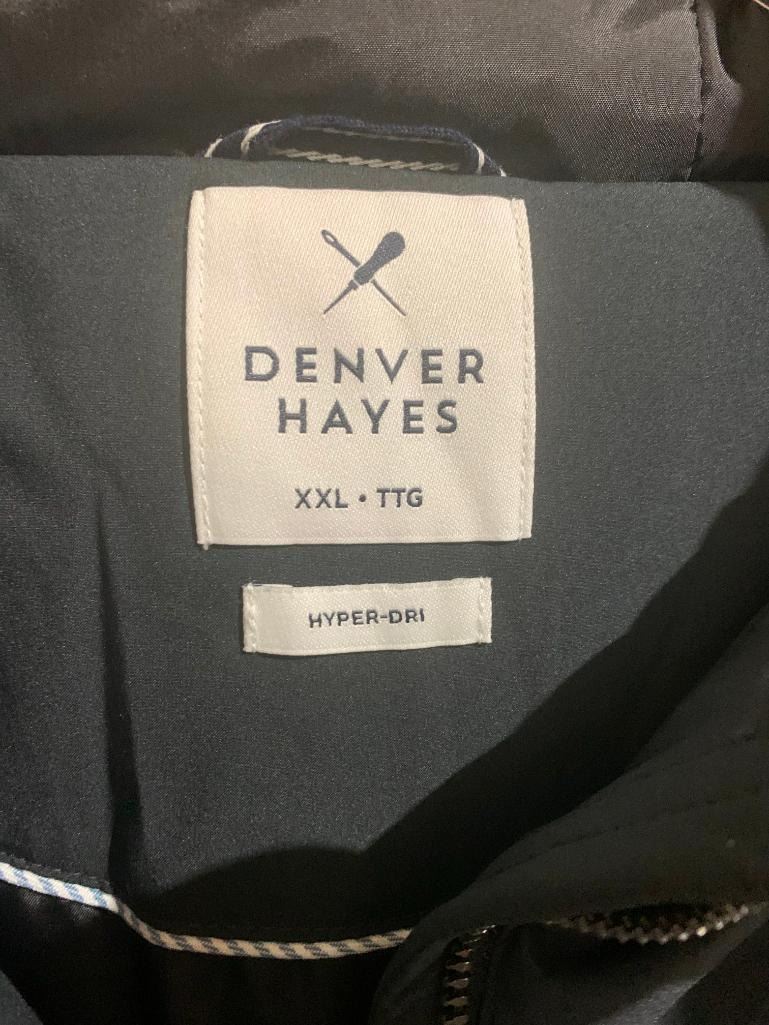 DENVER
HAYES
XXL • TTG
HYPER-DRI